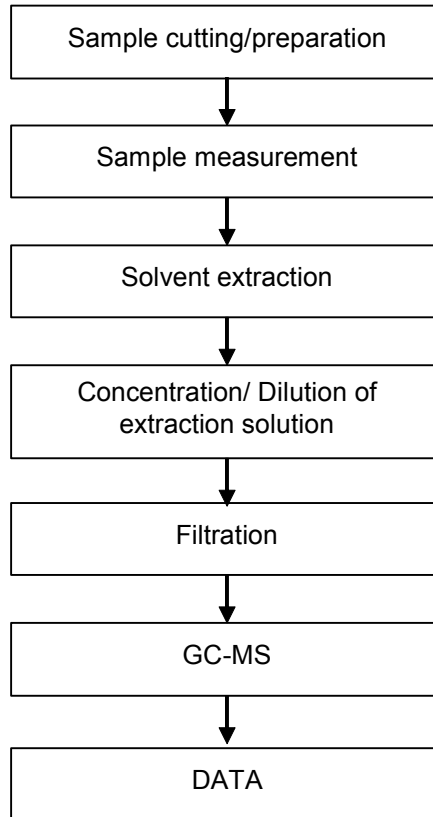 Sample cutting/preparation
Sample measurement
Solvent extraction
Concentration/ Dilution of
extraction solution
Filtration
GC-MS
DATA